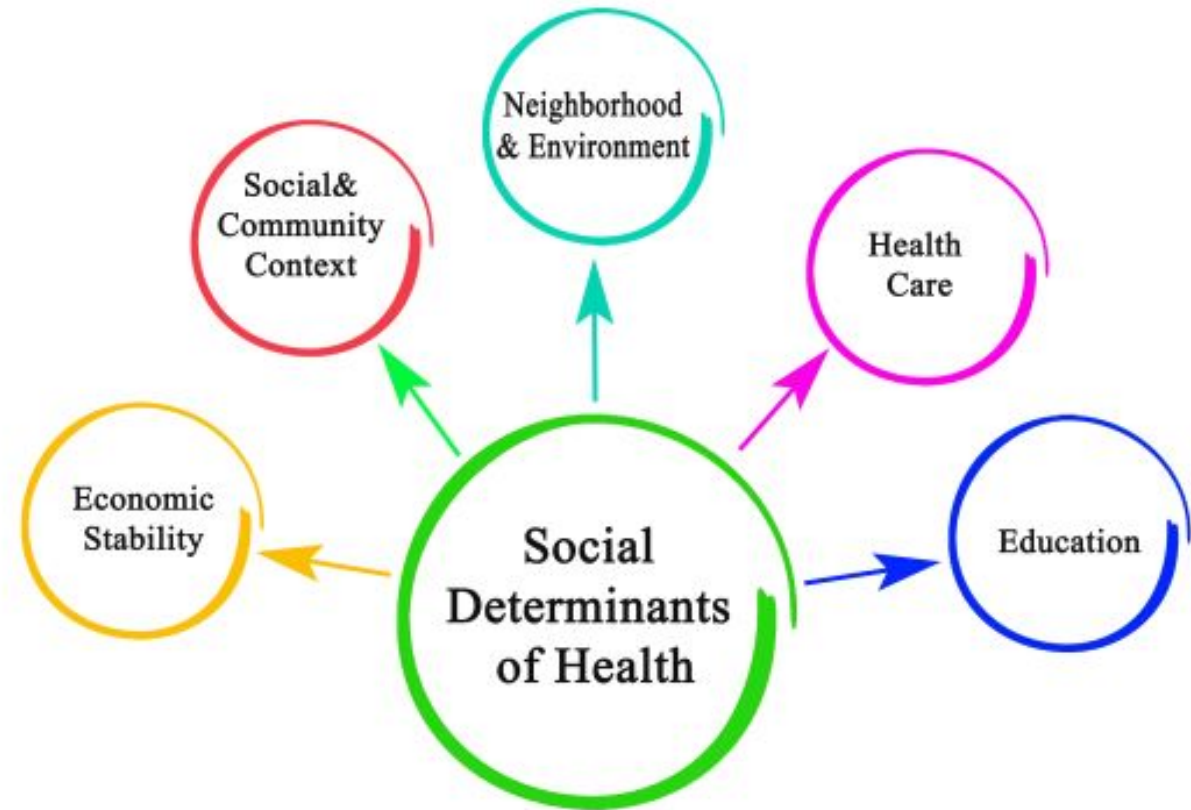 Neighborhood
& Environment
Social&
Community
Context
Health
Care
Economic
Stability
Education
Social
Determinants
of Health